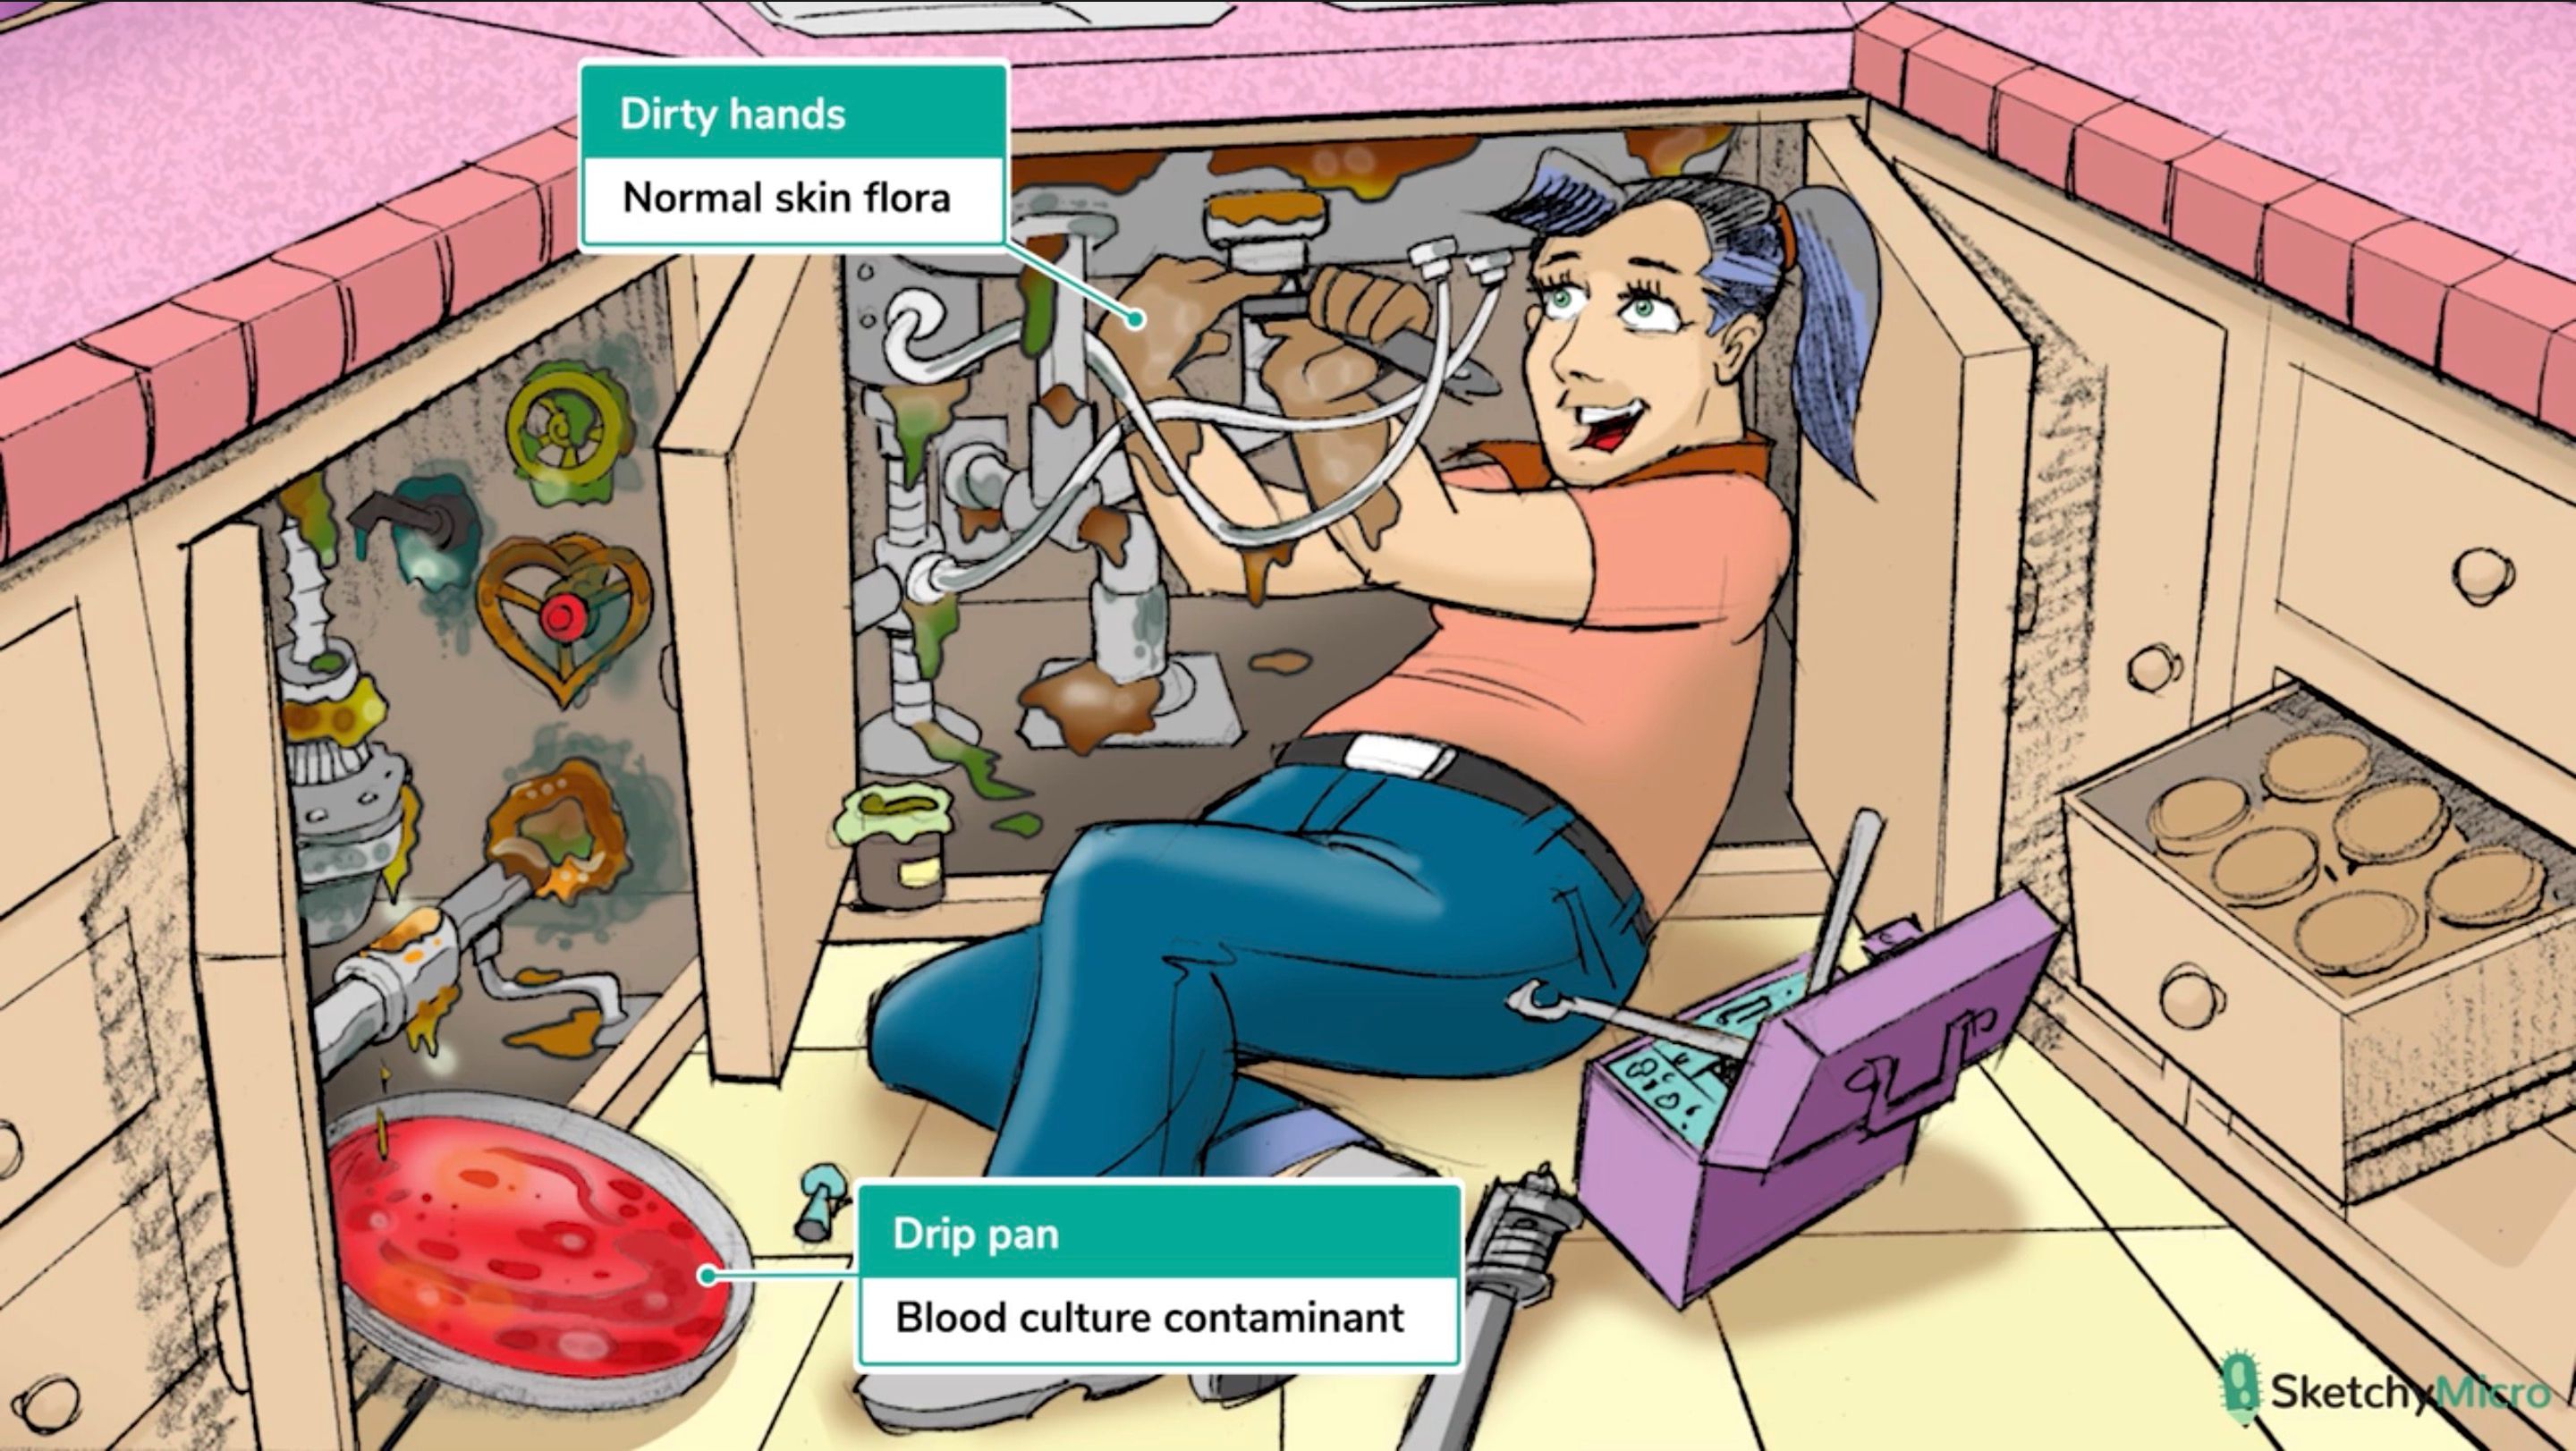 Dirty hands
Normal skin flora
Drip pan
Blood culture contaminant
SketchyMicro